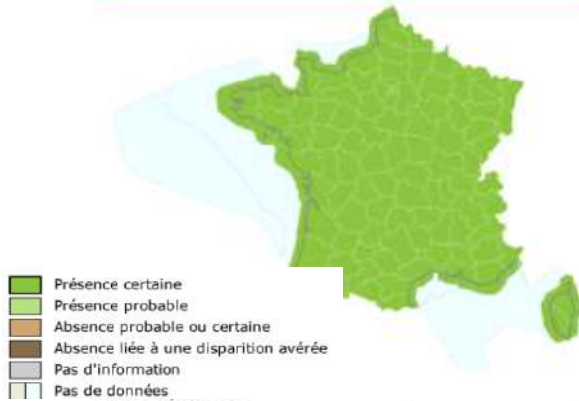 Présence certaine
Présence probable
Absence probable ou certaine
Absence liée à une disparition avérée
Pas d'information
Pas de données